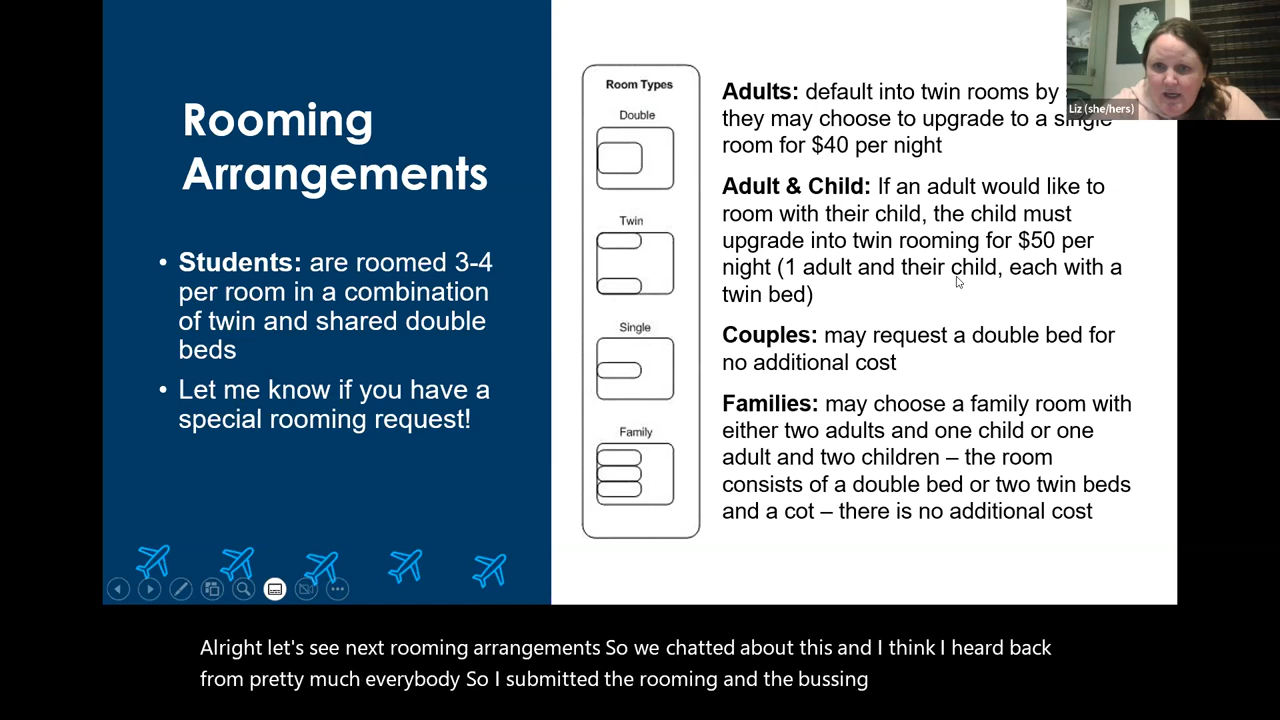 Rooming
Arrangements
• Students: are roomed 3-4
per room in a combination
of twin and shared double
beds
• Let me know if you have a
special rooming request!
Room Types
Double
Twin
Single
Family
Adults: default into twin rooms by
they may choose to upgrade to a single
room for $40 per night
Adult & Child: If an adult would like to
room with their child, the child must
upgrade into twin rooming for $50 per
night (1 adult and their child, each with a
twin bed)
Couples: may request a double bed for
no additional cost
Families: may choose a family room with
either two adults and one child or one
adult and two children – the room
consists of a double bed or two twin beds
and a cot – there is no additional cost
Liz (she/hers)
Alright let's see next rooming arrangements So we chatted about this and I think I heard back
from pretty much everybody So I submitted the rooming and the bussing